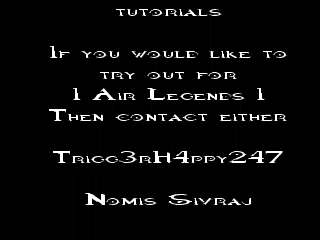 TUTORIALS
IF YOU WOULD LIKE TO
TRY OUT FOR
| AIR LEGENDS |
THEN CONTACT EITHER
TRIGG3RH4PPY247
NOMIS SIVRAJ